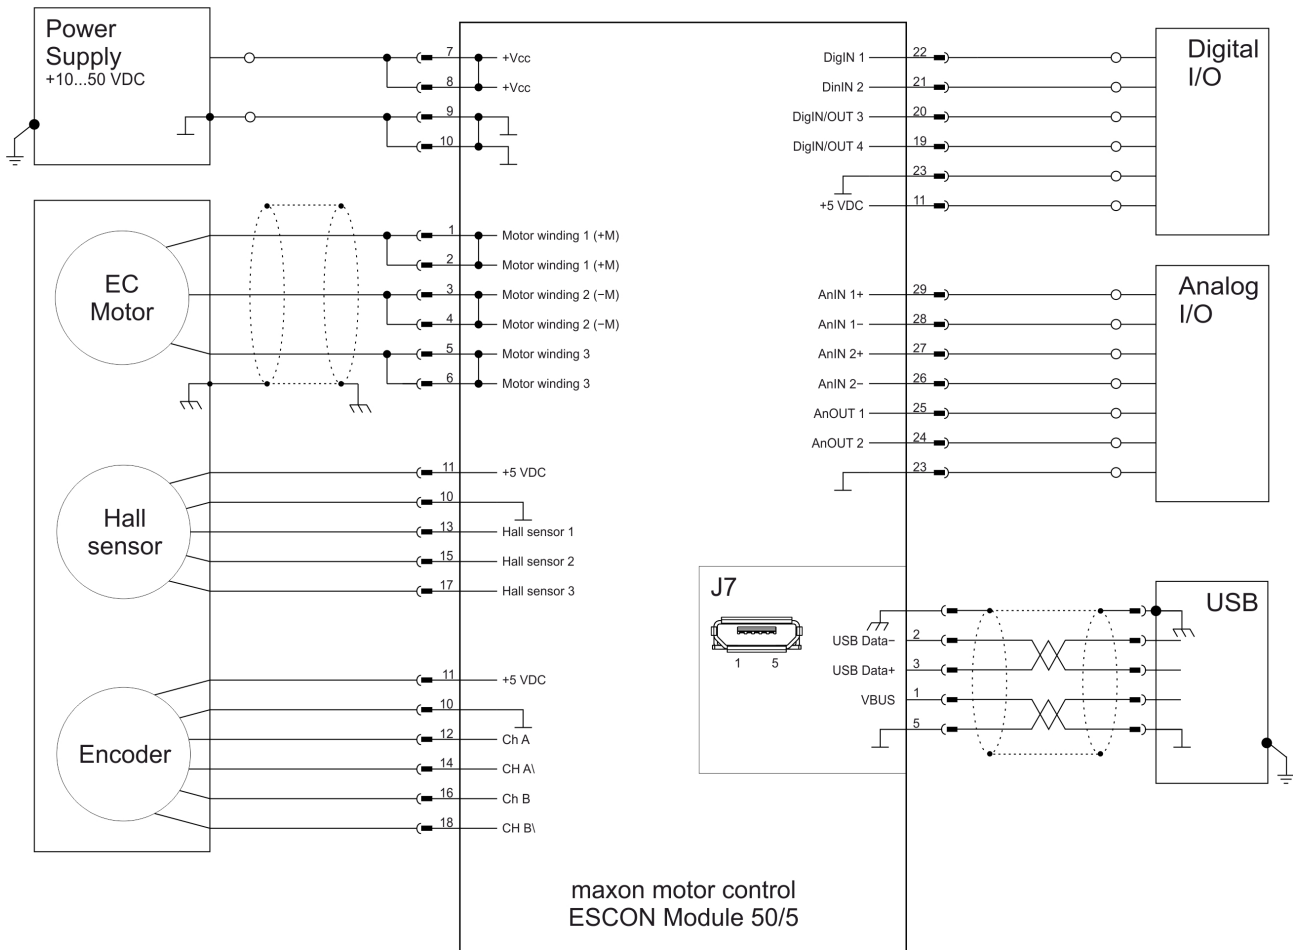 Power
Supply
+10...50 VDC
7
+Vcc
8
+Vcc
9
10
EC
Motor
1
Motor winding 1 (+M)
2
Motor winding 1 (+M)
3
Motor winding 2 (−M)
4
Motor winding 2 (−M)
5
Motor winding 3
6
Motor winding 3
Hall
sensor
11
+5 VDC
10
13
Hall sensor 1
15
Hall sensor 2
17
Hall sensor 3
Encoder
11
+5 VDC
10
12
Ch A
14
CH A\
16
Ch B
18
CH B\
DigIN 1
22
DinIN 2
21
DigIN/OUT 3
20
DigIN/OUT 4
19
23
+5 VDC
11
Digital
I/O
AnIN 1+
29
AnIN 1−
28
AnIN 2+
27
AnIN 2−
26
AnOUT 1
25
AnOUT 2
24
23
Analog
I/O
J7
1 5
USB Data−
2
USB Data+
3
VBUS
1
5
USB
maxon motor control
ESCON Module 50/5